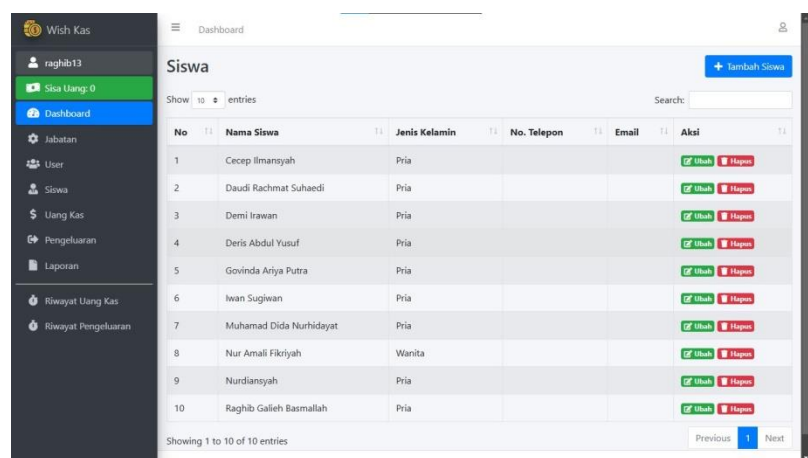 Wish Kas
Dashboard
raghib13
Sisa Uang: 0
Dashboard
Jabatan
User
Siswa
Uang Kas
Pengeluaran
Laporan
Riwayat Uang Kas
Riwayat Pengeluaran
Siswa
Tambah Siswa
Show 10 entries
Search:
No Nama Siswa Jenis Kelamin No. Telepon Email Aksi
1 Cecep Ilmansyah Pria Ubah Hapus
2 Daudi Rachmat Suhaedi Pria Ubah Hapus
3 Demi Irawan Pria Ubah Hapus
4 Deris Abdul Yusuf Pria Ubah Hapus
5 Govinda Ariya Putra Pria Ubah Hapus
6 Iwan Sugiwan Pria Ubah Hapus
7 Muhamad Dida Nurhidayat Pria Ubah Hapus
8 Nur Amali Fikriyah Wanita Ubah Hapus
9 Nurdiansyah Pria Ubah Hapus
10 Raghib Galieh Basmallah Pria Ubah Hapus
Showing 1 to 10 of 10 entries
Previous 1 Next